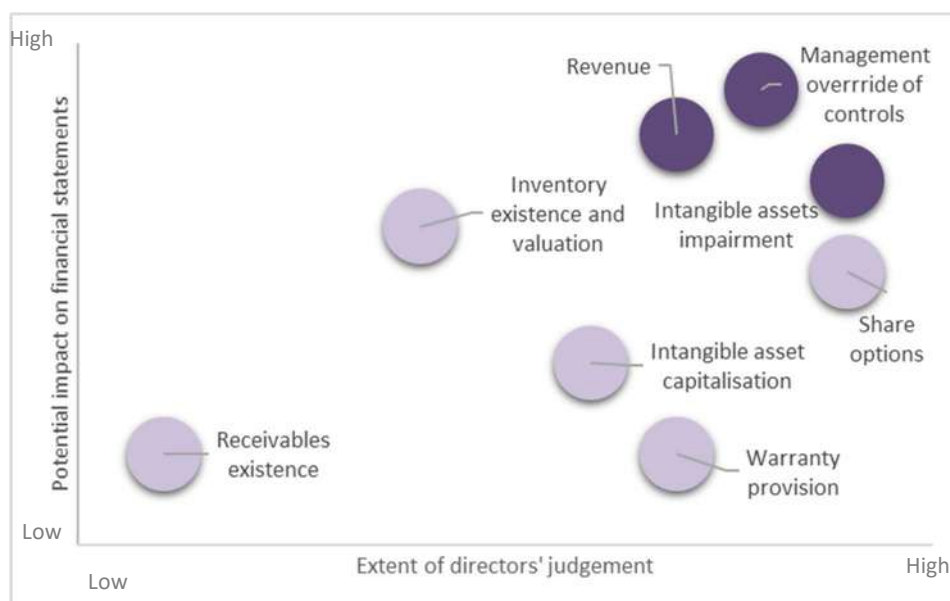 High
Potential impact on financial statements
Low
Revenue
Management
overrride of
controls
Inventory
existence and
valuation
Intangible assets
impairment
Share
options
Intangible asset
capitalisation
Receivables
existence
Warranty
provision
Low
Extent of directors' judgement
High